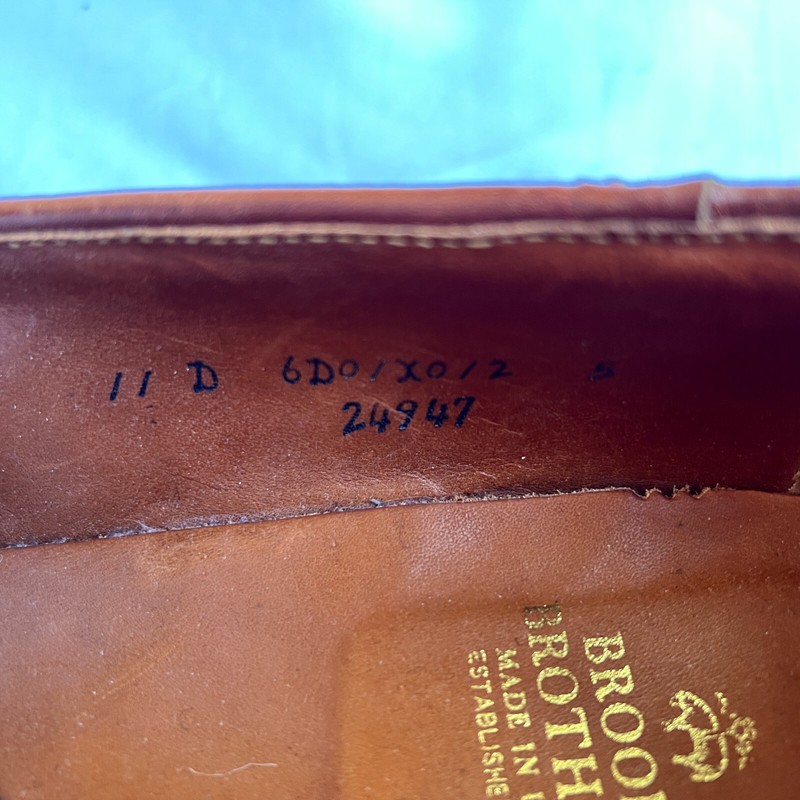 11 D 6D01X012 5
24947
BROO
BROTH
MADE IN
ESTABLISHE